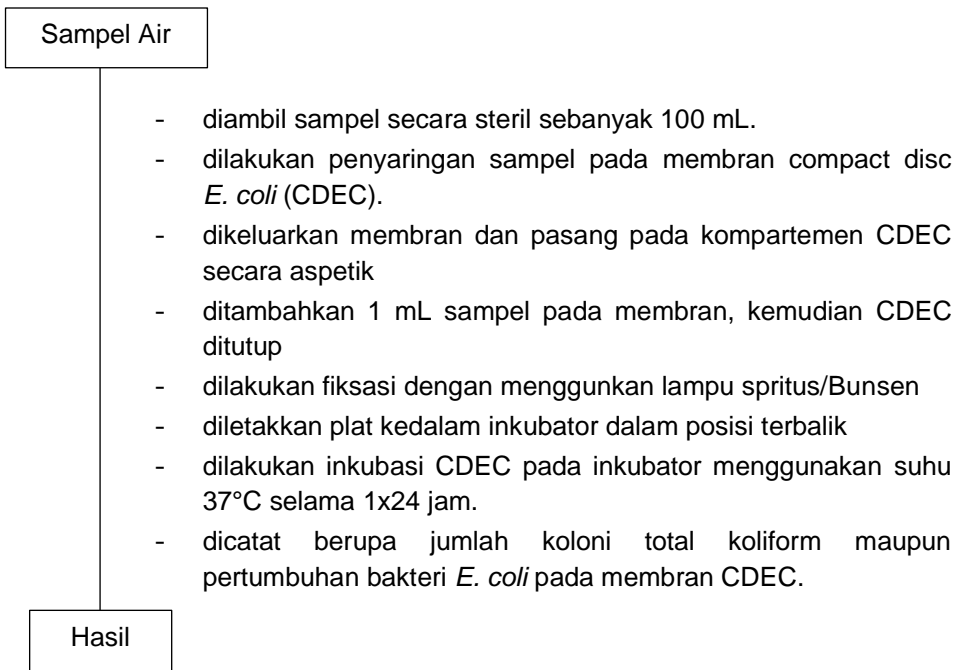 Sampel Air
- diambil sampel secara steril sebanyak 100 mL.
- dilakukan penyaringan sampel pada membran compact disc
E. coli (CDEC).
- dikeluarkan membran dan pasang pada kompartemen CDEC
secara aspetik
- ditambahkan 1 mL sampel pada membran, kemudian CDEC
ditutup
- dilakukan fiksasi dengan menggunkan lampu spritus/Bunsen
- diletakkan plat kedalam inkubator dalam posisi terbalik
- dilakukan inkubasi CDEC pada inkubator menggunakan suhu
37°C selama 1x24 jam.
- dicatat berupa jumlah koloni total koliform maupun
pertumbuhan bakteri E. coli pada membran CDEC.
Hasil